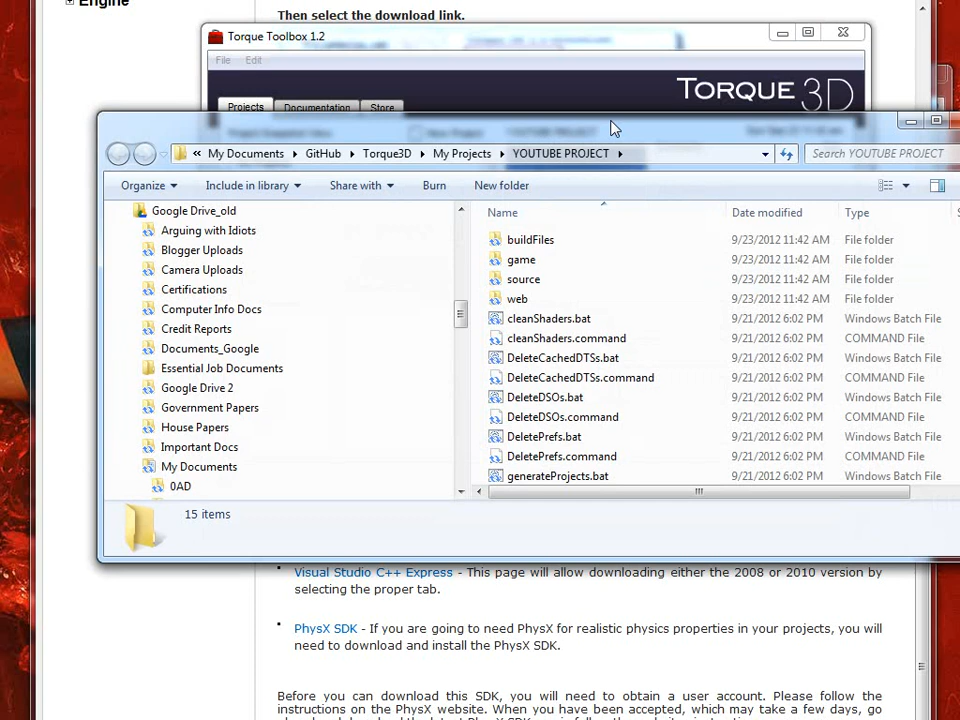 Engine
Then select the download link.
Torque Toolbox 1.2
File Edit
TORQUE 3D
Projects Documentation Store
« My Documents GitHub Torque3D My Projects YOUTUBE PROJECT Search YOUTUBE PROJECT
Organize Include in library Share with Burn New folder
Google Drive_old
Arguing with Idiots
Blogger Uploads
Camera Uploads
Certifications
Computer Info Docs
Credit Reports
Documents_Google
Essential Job Documents
Google Drive 2
Government Papers
House Papers
Important Docs
My Documents
0AD
Name Date modified Type
buildFiles 9/23/2012 11:42 AM File folder
game 9/23/2012 11:42 AM File folder
source 9/23/2012 11:42 AM File folder
web 9/23/2012 11:42 AM File folder
cleanShaders.bat 9/21/2012 6:02 PM Windows Batch File
cleanShaders.command 9/21/2012 6:02 PM COMMAND File
DeleteCachedDTSs.bat 9/21/2012 6:02 PM Windows Batch File
DeleteCachedDTSs.command 9/21/2012 6:02 PM COMMAND File
DeleteDSOs.bat 9/21/2012 6:02 PM Windows Batch File
DeleteDSOs.command 9/21/2012 6:02 PM COMMAND File
DeletePrefs.bat 9/21/2012 6:02 PM Windows Batch File
DeletePrefs.command 9/21/2012 6:02 PM COMMAND File
generateProjects.bat 9/21/2012 6:02 PM Windows Batch File
15 items
Visual Studio C++ Express - This page will allow downloading either the 2008 or 2010 version by
selecting the proper tab.
PhysX SDK - If you are going to need PhysX for realistic physics properties in your projects, you will
need to download and install the PhysX SDK.
Before you can download this SDK, you will need to obtain a user account. Please follow the
instructions on the PhysX website. When you have been accepted, which may take a few days, go